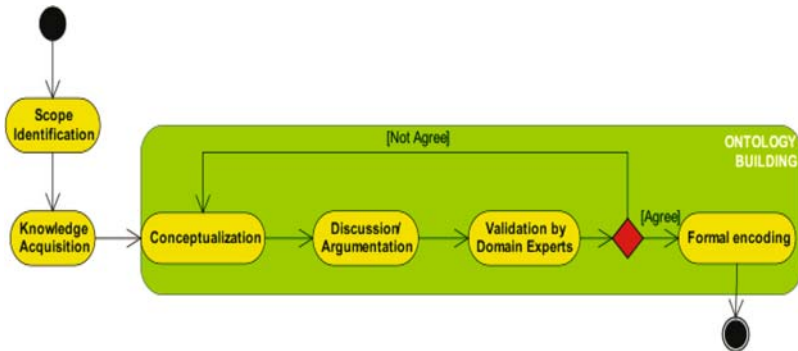 Scope
Identification
[Not Agree]
ONTOLOGY
BUILDING
[Agree]
Knowledge
Acquisition
Conceptualization
Discussion/
Argumentation
Validation by
Domain Experts
Formal encoding